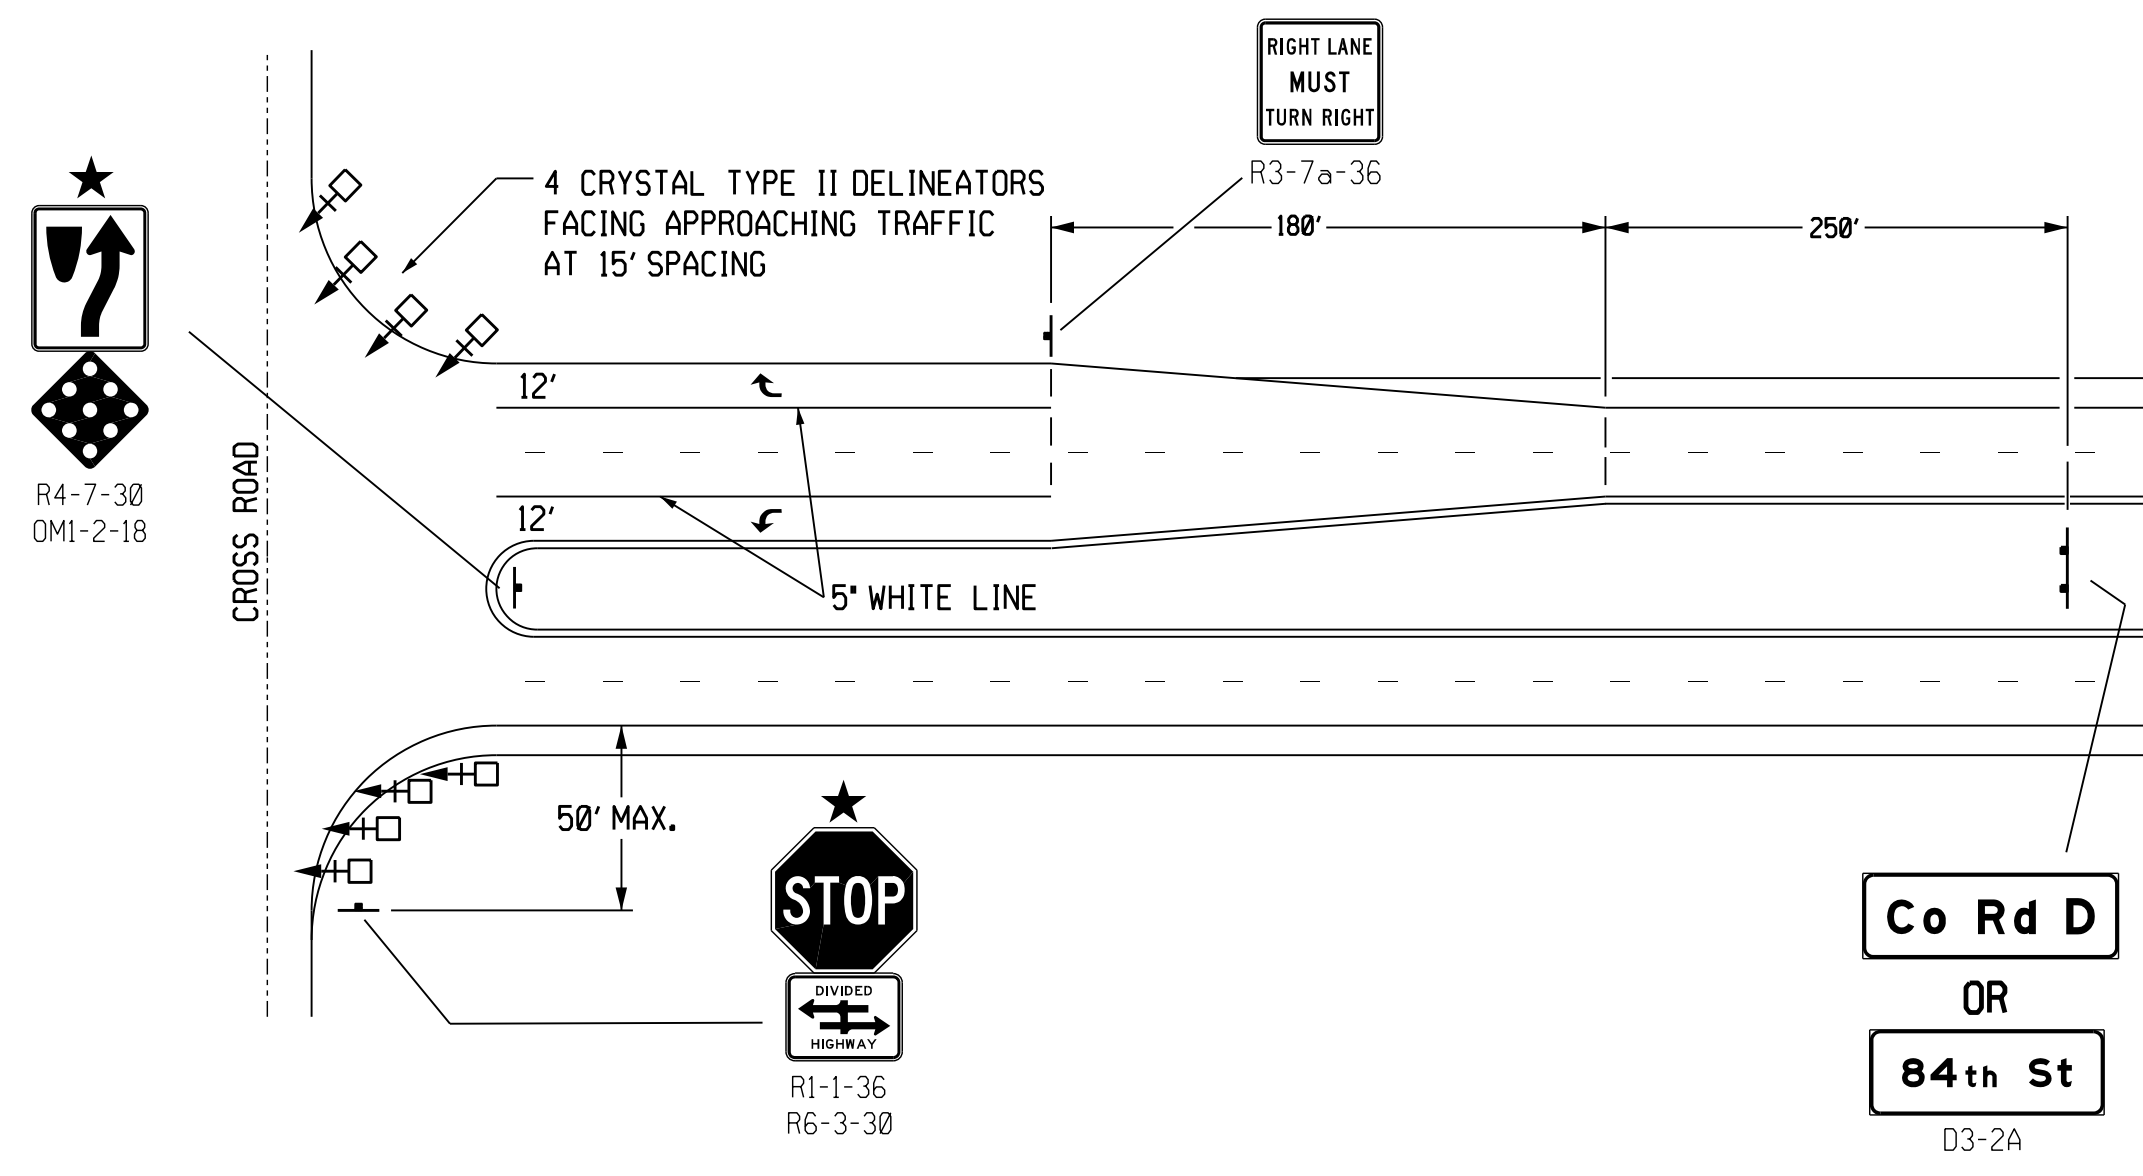 RIGHT LANE
MUST
TURN RIGHT
R3-7a-36
4 CRYSTAL TYPE II DELINEATORS
FACING APPROACHING TRAFFIC
AT 15' SPACING
180'
250'
R4-7-30
OM1-2-18
CROSS ROAD
12'
12'
5" WHITE LINE
50' MAX.
STOP
DIVIDED
HIGHWAY
R1-1-36
R6-3-30
Co Rd D
OR
84th St
D3-2A